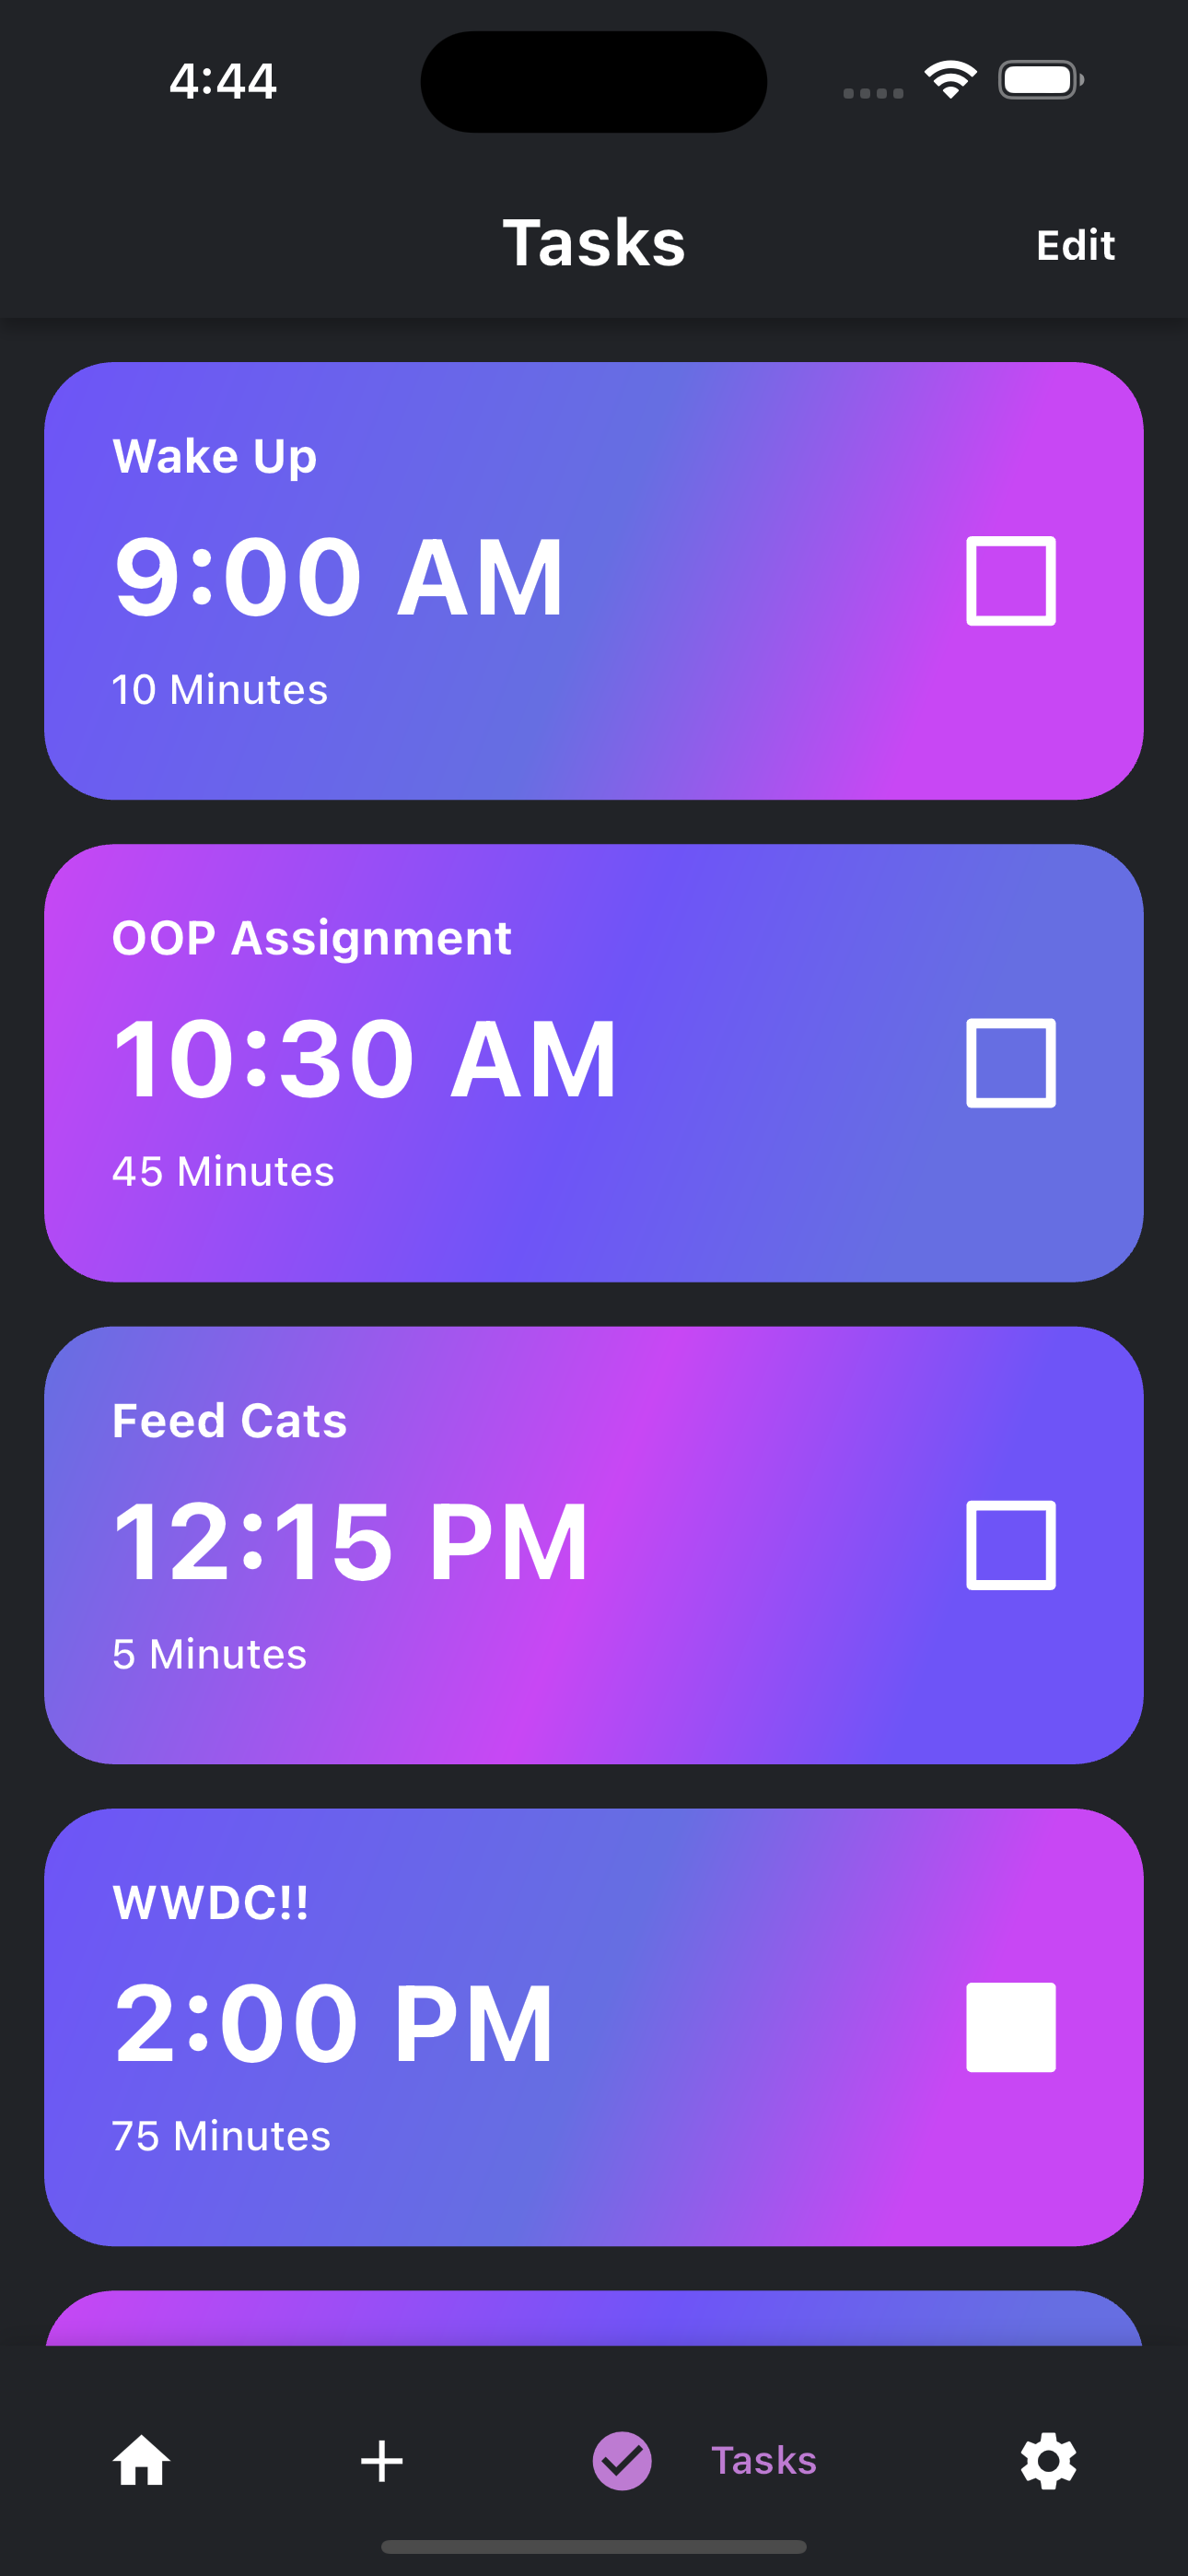 4:44
Tasks
Edit
Wake Up
9:00 AM
10 Minutes
OOP Assignment
10:30 AM
45 Minutes
Feed Cats
12:15 PM
5 Minutes
WWDC!!
2:00 PM
75 Minutes
Tasks